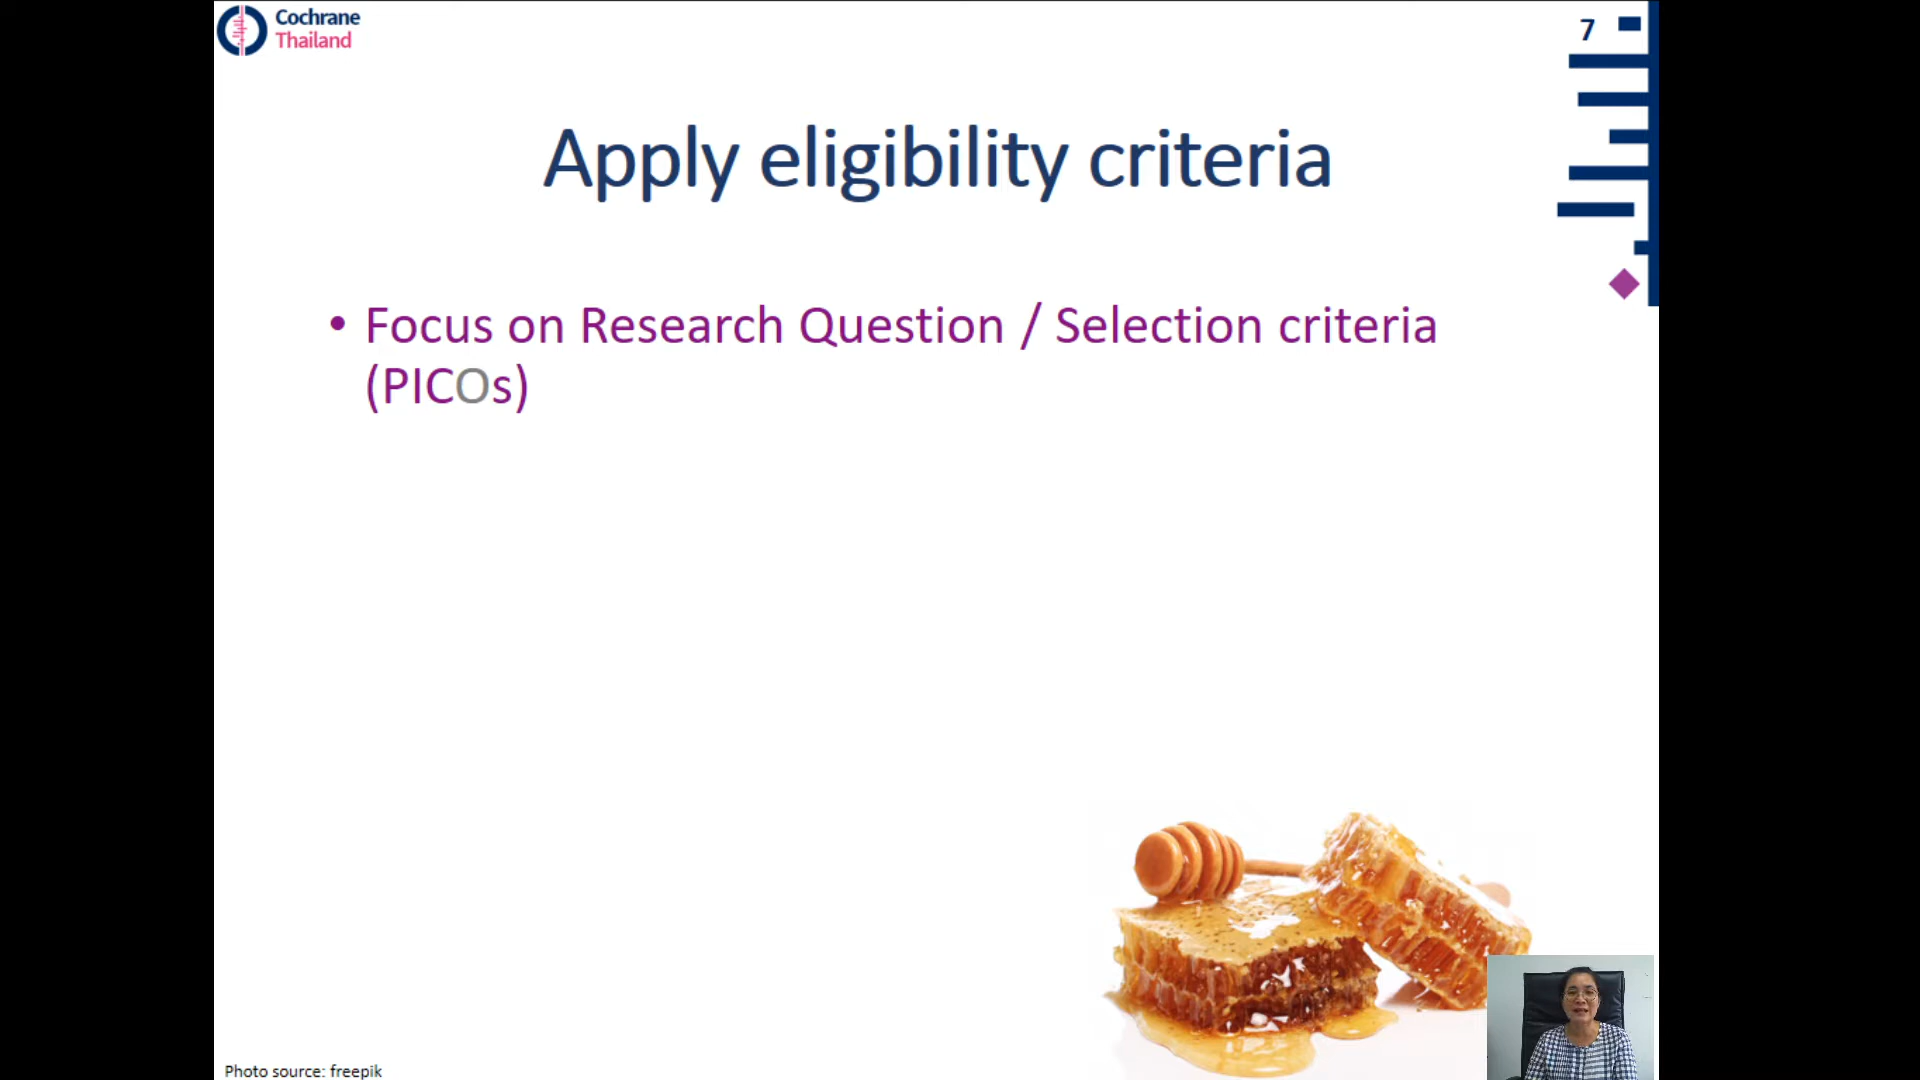 Cochrane
Thailand
7
Apply eligibility criteria
• Focus on Research Question / Selection criteria
(PICOs)
Photo source: freepik